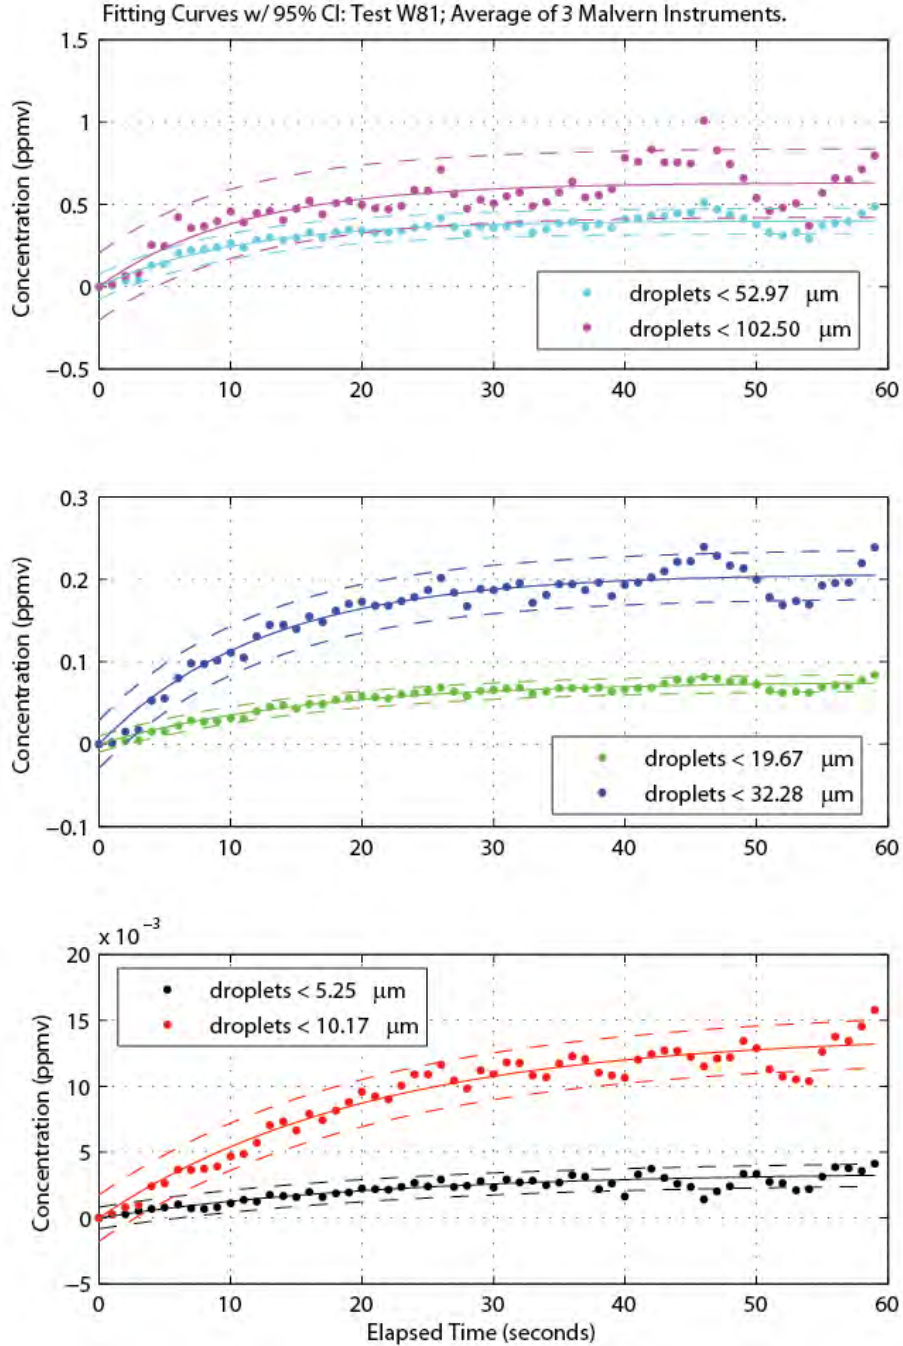 Fitting Curves w/ 95% CI: Test W81; Average of 3 Malvern Instruments.
1.5
1
0.5
0
−0.5
Concentration (ppmv)
droplets < 52.97 μm
droplets < 102.50 μm
0 10 20 30 40 50 60
0.3
0.2
0.1
0
−0.1
Concentration (ppmv)
droplets < 19.67 μm
droplets < 32.28 μm
0 10 20 30 40 50 60
x 10⁻³
20
15
10
5
0
−5
Concentration (ppmv)
droplets < 5.25 μm
droplets < 10.17 μm
0 10 20 30 40 50 60
Elapsed Time (seconds)